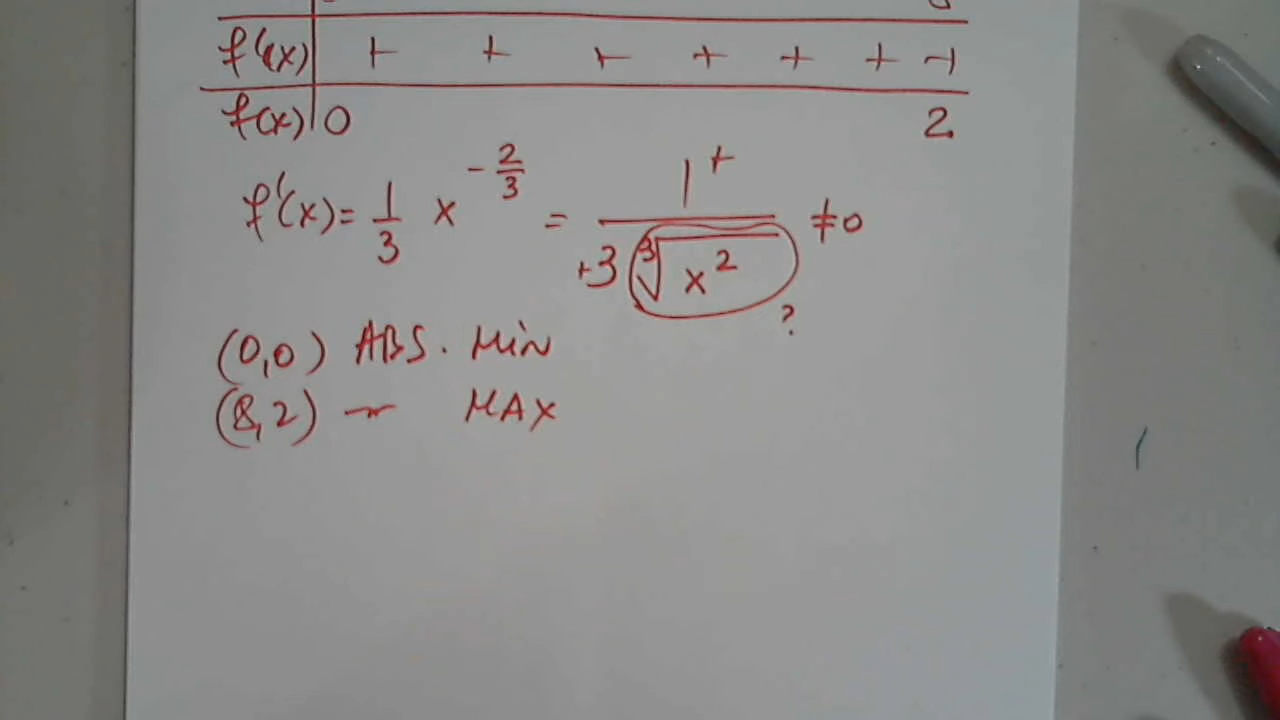 f'(x) + + + + + + +
f(x) 0 2
f'(x) = 1/3 x^(-2/3) = 1^+ / +3 ∛(x²) ≠ 0
?
(0,0) ABS. MIN
(8,2) ~ MAX